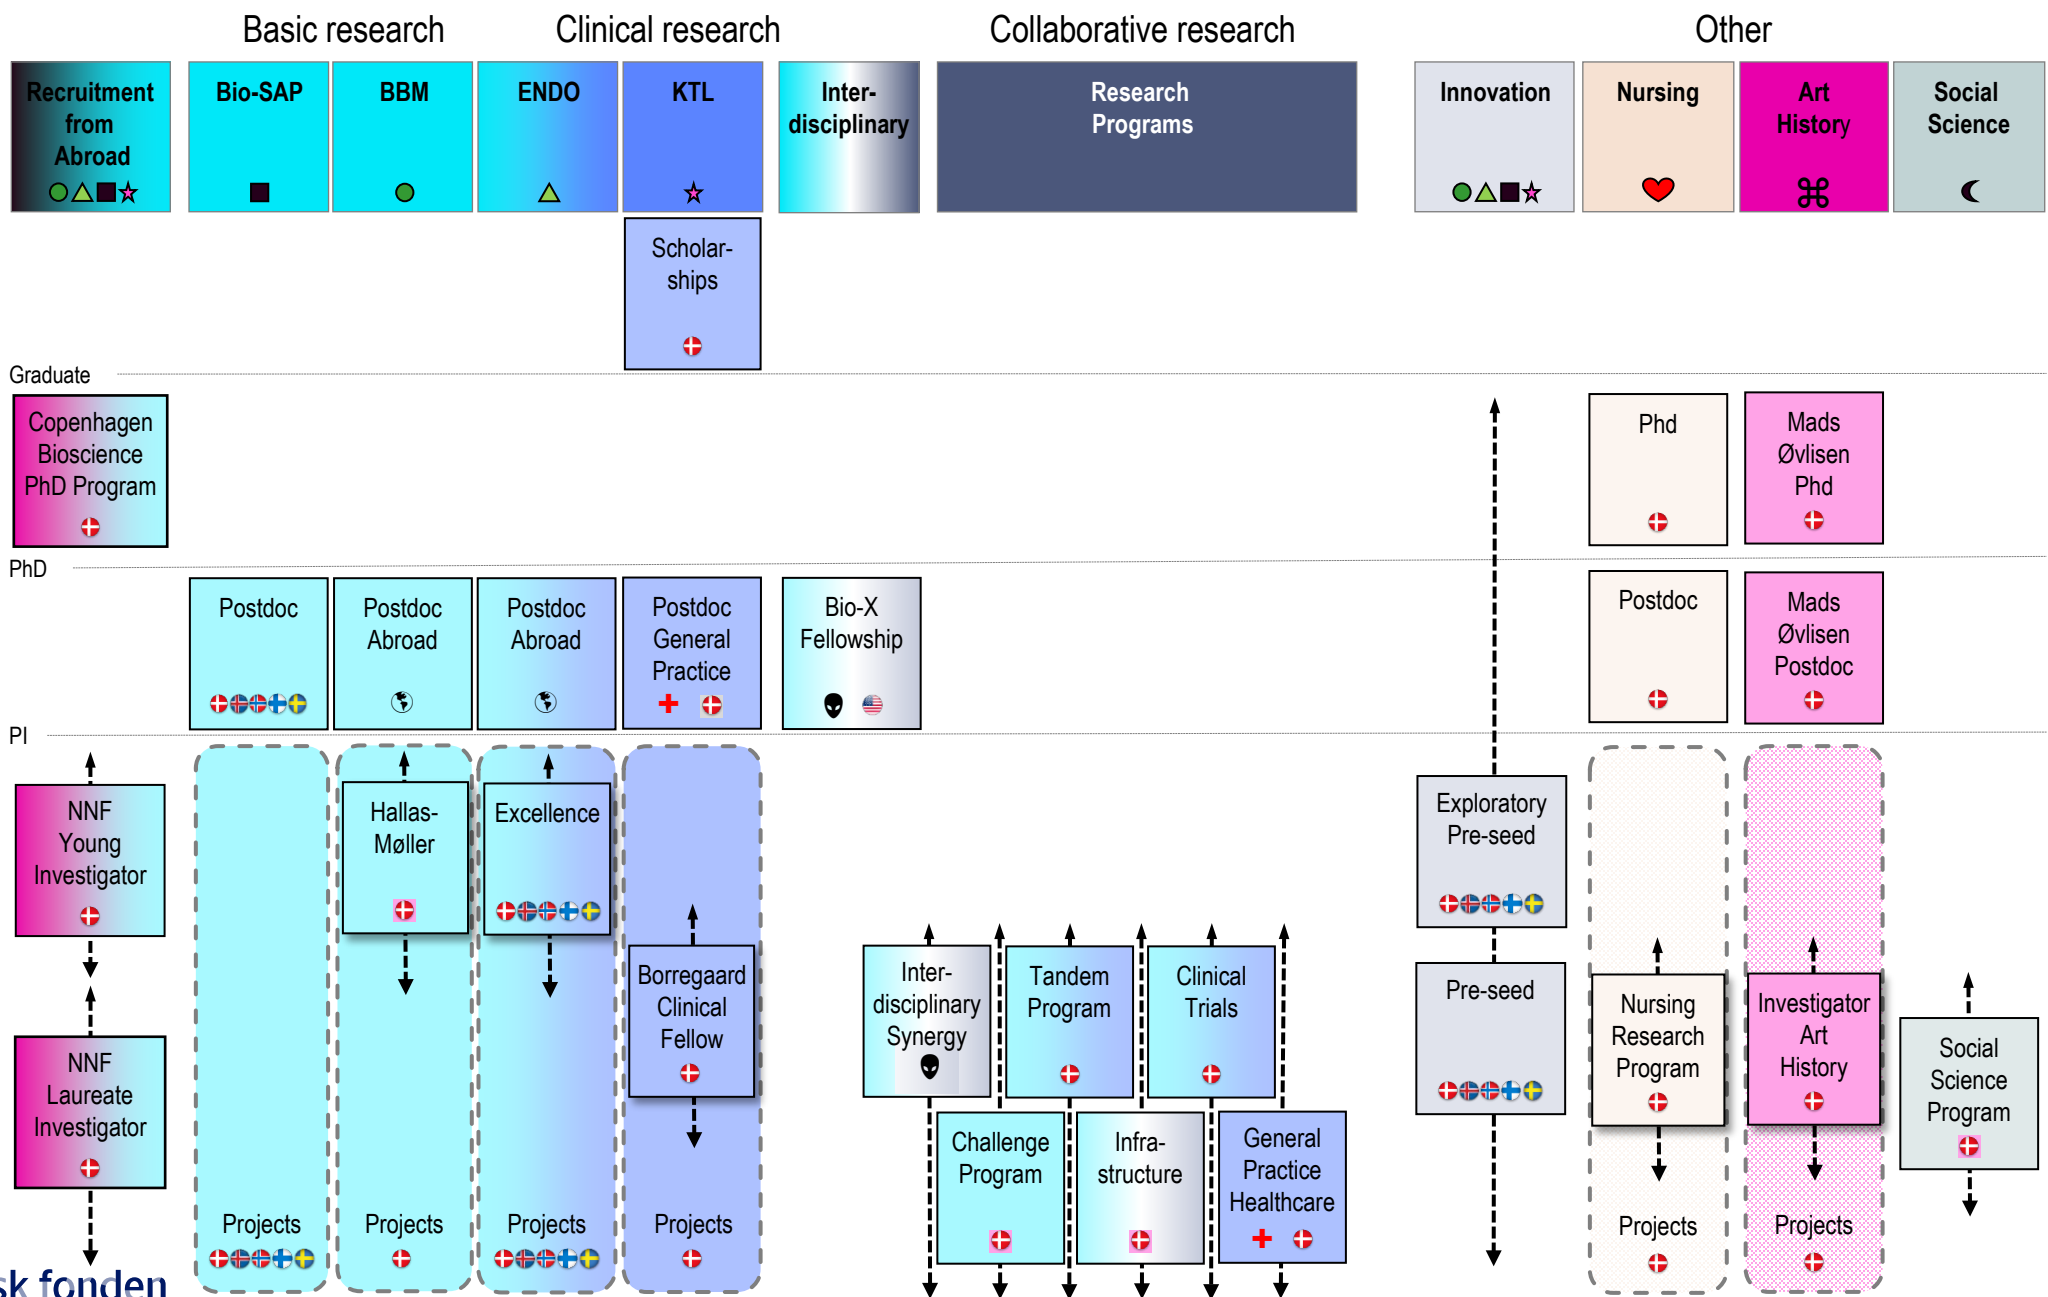 Basic research
Clinical research
Collaborative research
Other
Recruitment
from
Abroad
Bio-SAP
BBM
ENDO
KTL
Inter-
disciplinary
Research
Programs
Innovation
Nursing
Art
History
Social
Science
Scholar-
ships
Graduate
Copenhagen
Bioscience
PhD Program
Phd
Mads
Øvlisen
Phd
PhD
Postdoc
Postdoc
Abroad
Postdoc
Abroad
Postdoc
General
Practice
Bio-X
Fellowship
Postdoc
Mads
Øvlisen
Postdoc
PI
NNF
Young
Investigator
Hallas-
Møller
Excellence
Exploratory
Pre-seed
Borregaard
Clinical
Fellow
Inter-
disciplinary
Synergy
Tandem
Program
Clinical
Trials
Pre-seed
Nursing
Research
Program
Investigator
Art
History
Social
Science
Program
NNF
Laureate
Investigator
Challenge
Program
Infra-
structure
General
Practice
Healthcare
Projects
Projects
Projects
Projects
Projects
Projects
sk fonden